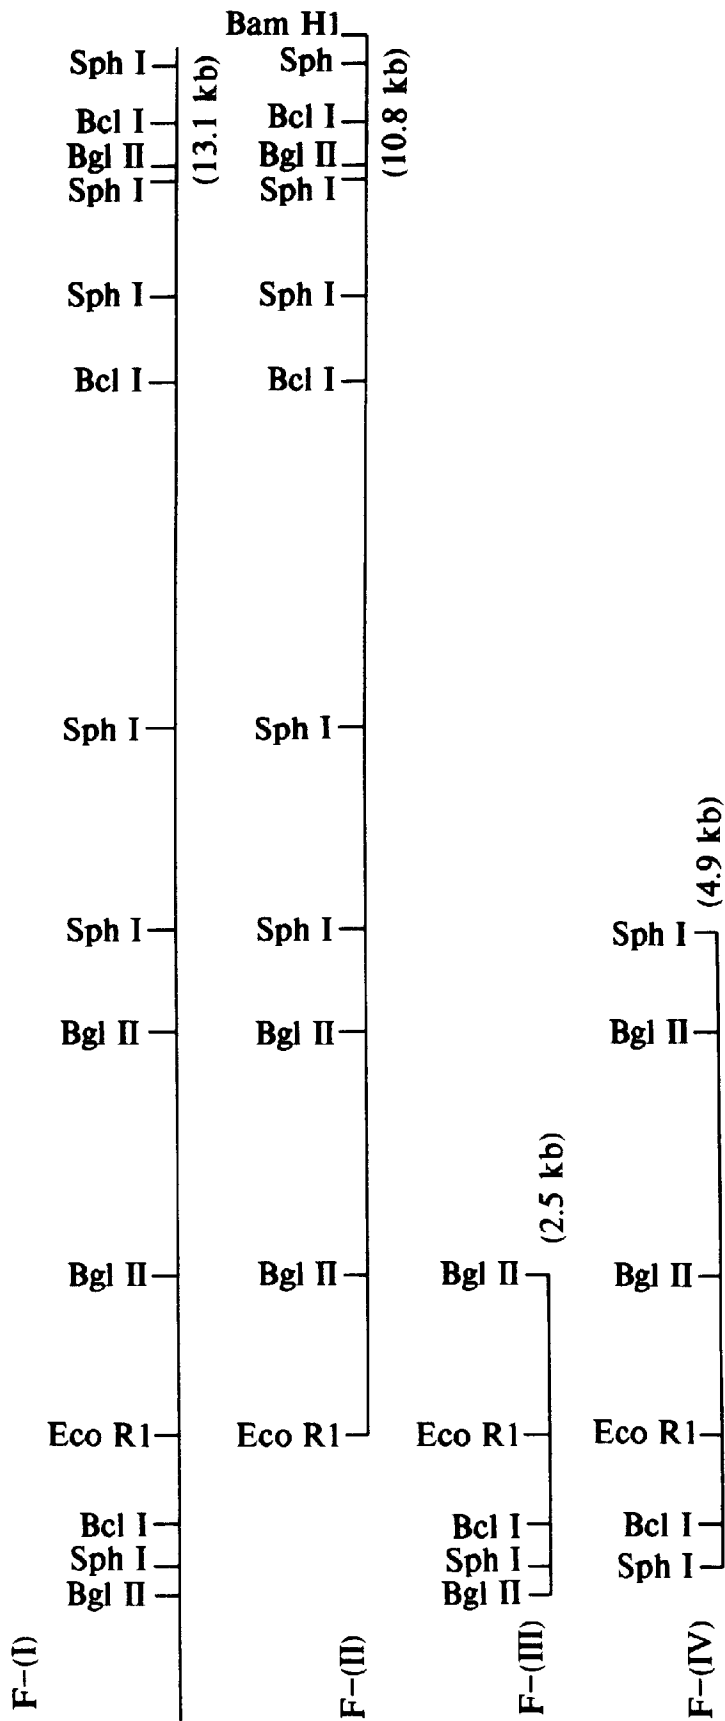 Bam H1
Sph I
Bcl I
Bgl II
Sph I
Sph I
Bcl I
Sph I
Sph I
Bgl II
Bgl II
Eco R1
Bcl I
Sph I
Bgl II
(13.1 kb)
F-(I)
Sph
Bcl I
Bgl II
Sph I
Sph I
Bcl I
Sph I
Sph I
Bgl II
Bgl II
Eco R1
(10.8 kb)
F-(II)
(2.5 kb)
Bgl II
Eco R1
Bcl I
Sph I
Bgl II
F-(III)
(4.9 kb)
Sph I
Bgl II
Bgl II
Eco R1
Bcl I
Sph I
F-(IV)